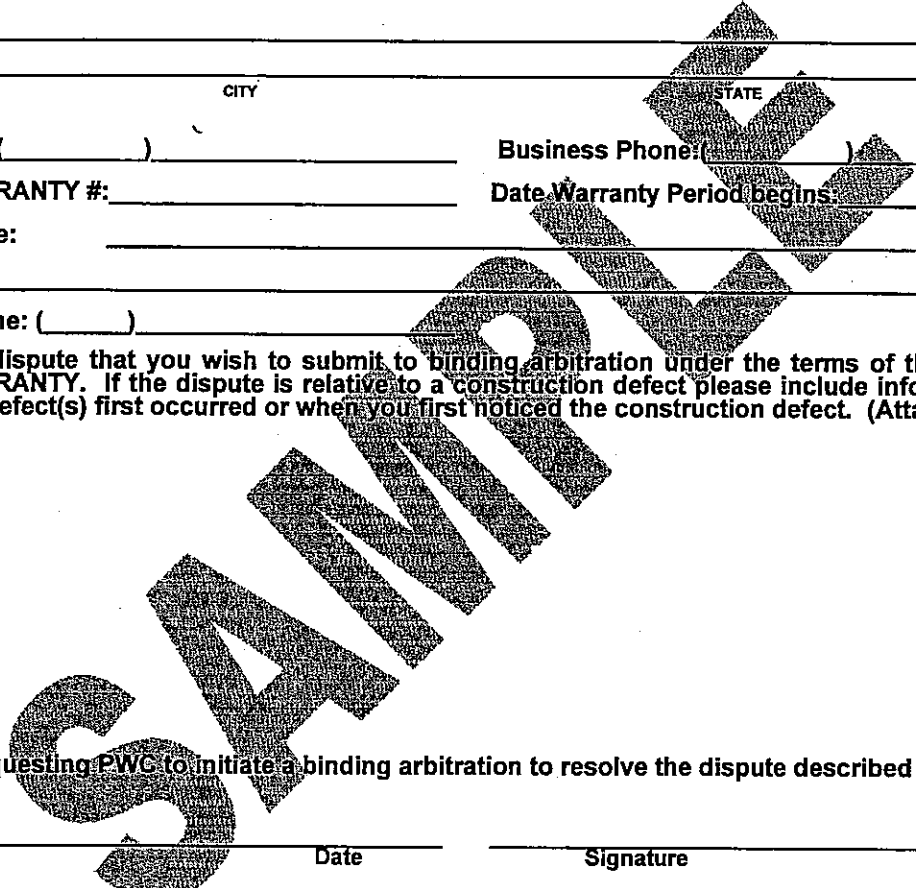 CITY STATE
( ) Business Phone:( )
RANTY #: Date Warranty Period begins:
e:
ne: ( )
dispute that you wish to submit to binding arbitration under the terms of th
RANTY. If the dispute is relative to a construction defect please include info
efect(s) first occurred or when you first noticed the construction defect. (Atta
questing PWC to initiate a binding arbitration to resolve the dispute described
Date Signature
SAMPLE